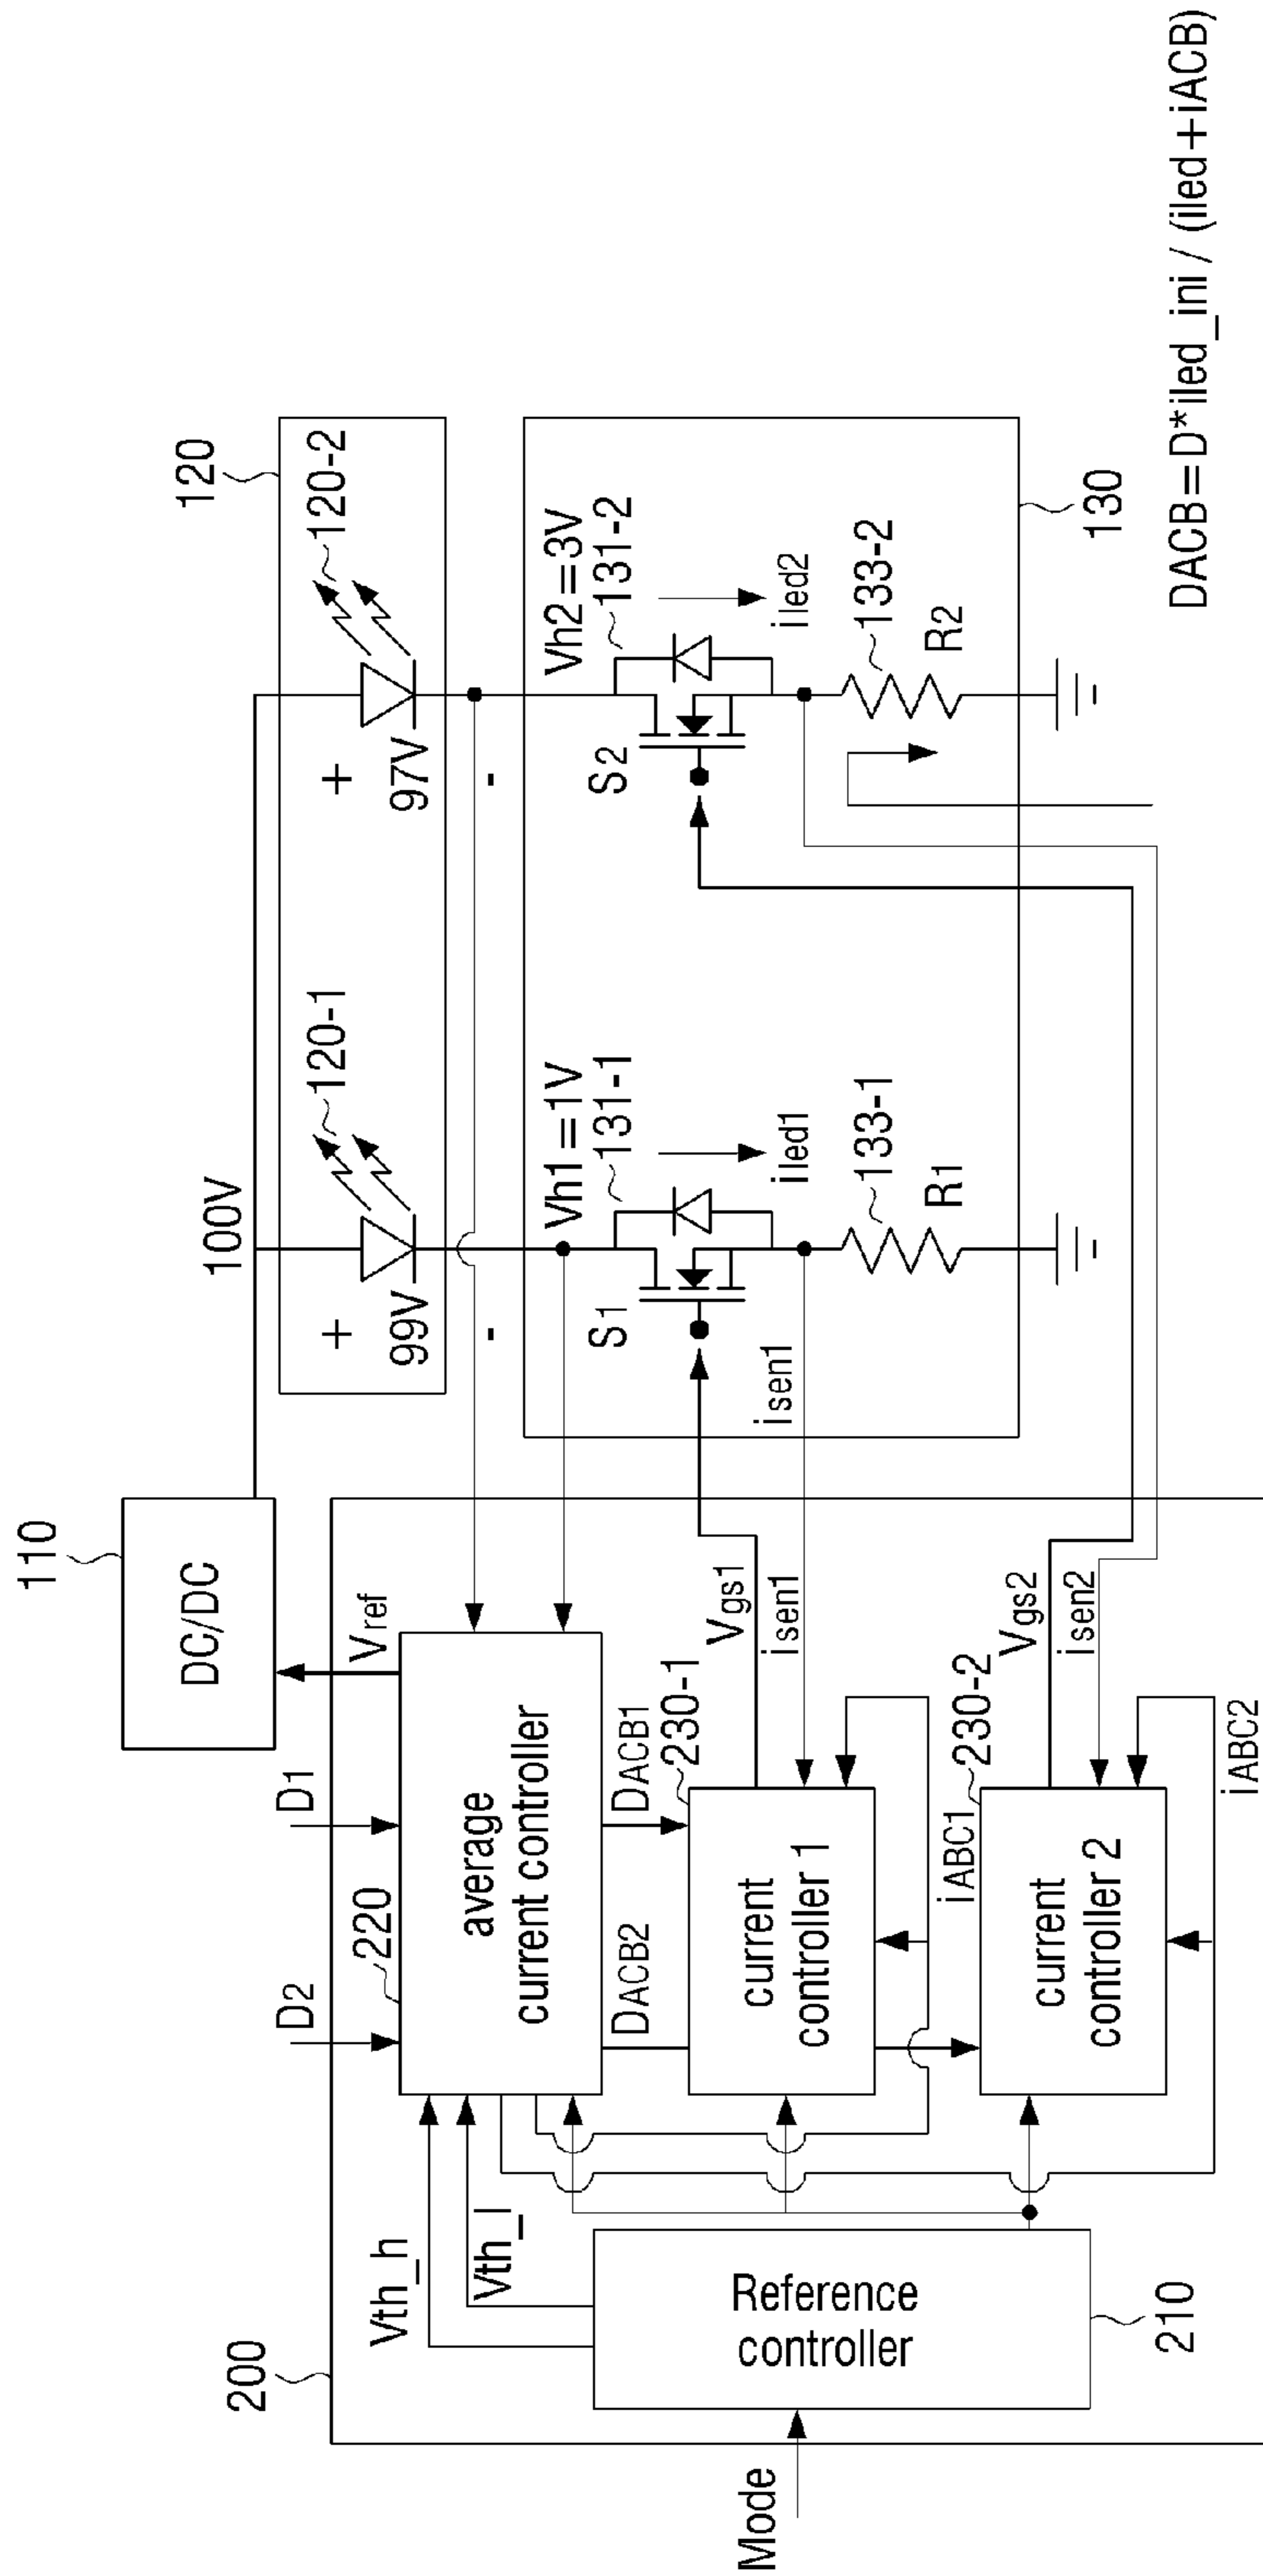 110
DC/DC
100V
120
120-1
120-2
+
99V
-
+
97V
-
200
D2
D1
220
Vref
Vth_h
Vth_l
average
current controller
DACB2
DACB1
230-1
current
controller 1
Vgs1
isen1
iABC1
230-2
current
controller 2
Vgs2
isen2
iABC2
Mode
Reference
controller
210
isen1
S1
Vh1=1V
131-1
iled1
133-1
R1
S2
Vh2=3V
131-2
iled2
133-2
R2
130
DACB=D*iled_ini / (iled+iACB)